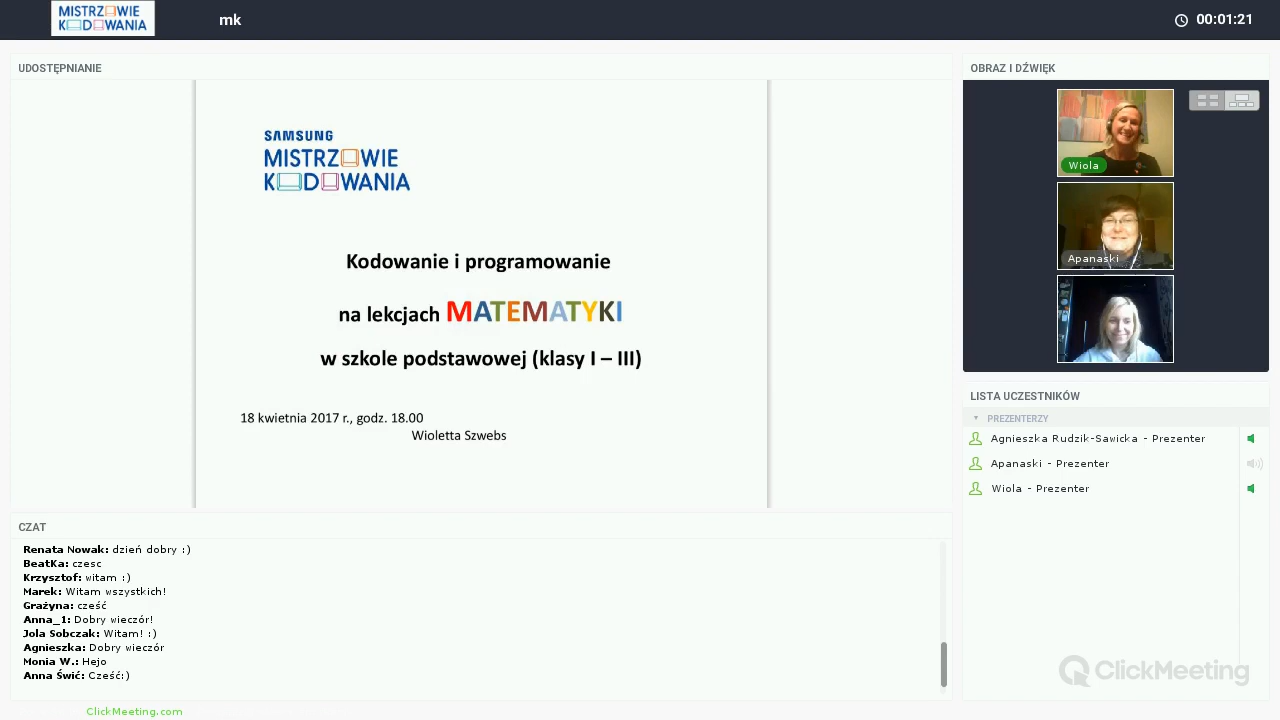 MISTRZOWIE
KODOWANIA
mk
00:01:21
UDOSTĘPNIANIE
SAMSUNG
MISTRZOWIE
KODOWANIA
Kodowanie i programowanie
na lekcjach MATEMATYKI
w szkole podstawowej (klasy I – III)
18 kwietnia 2017 r., godz. 18.00
Wioletta Szwebs
CZAT
Renata Nowak: dzień dobry :)
BeatKa: czesc
Krzysztof: witam :)
Marek: Witam wszystkich!
Grażyna: cześć
Anna_1: Dobry wieczór!
Jola Sobczak: Witam! :)
Agnieszka: Dobry wieczór
Monia W.: Hejo
Anna Świć: Cześć:)
ClickMeeting.com
OBRAZ I DŹWIĘK
Wiola
Apanaski
LISTA UCZESTNIKÓW
PREZENTERZY
Agnieszka Rudzik-Sawicka - Prezenter
Apanaski - Prezenter
Wiola - Prezenter
ClickMeeting